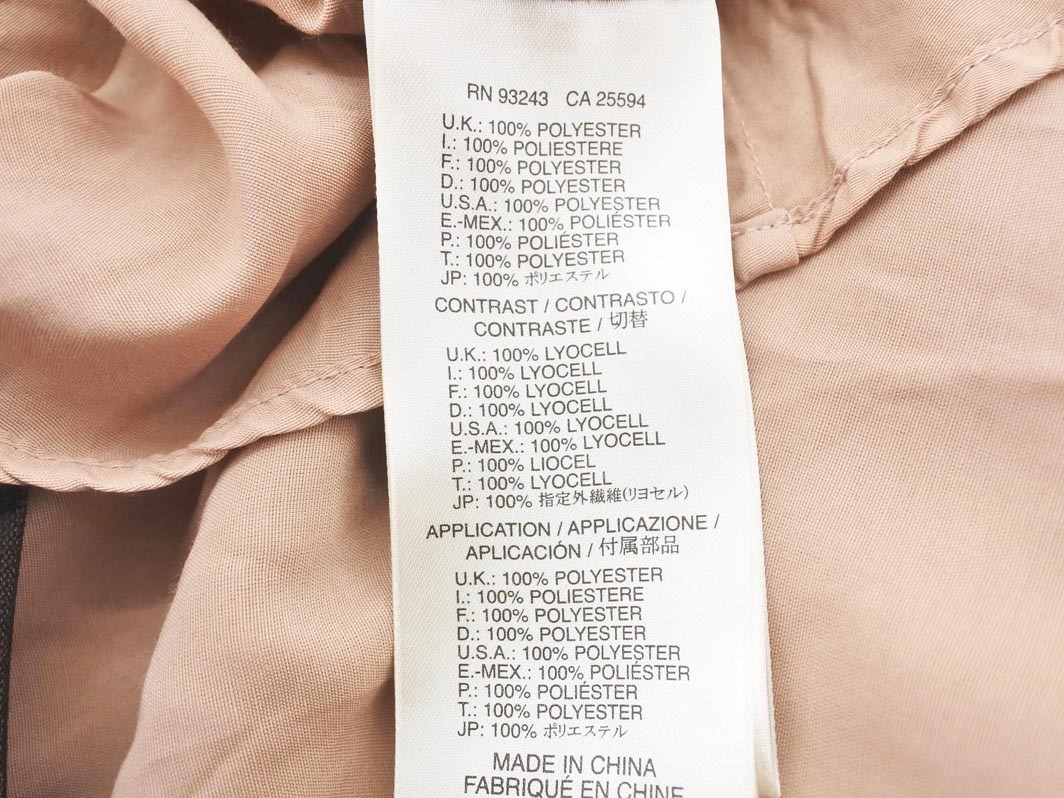 RN 93243 CA 25594
U.K.: 100% POLYESTER
I.: 100% POLIESTERE
F.: 100% POLYESTER
D.: 100% POLYESTER
U.S.A.: 100% POLYESTER
E.-MEX.: 100% POLIÉSTER
P.: 100% POLIÉSTER
T.: 100% POLYESTER
JP: 100% ポリエステル
CONTRAST / CONTRASTO /
CONTRASTE / 切替
U.K.: 100% LYOCELL
I.: 100% LYOCELL
F.: 100% LYOCELL
D.: 100% LYOCELL
U.S.A.: 100% LYOCELL
E.-MEX.: 100% LYOCELL
P.: 100% LIOCEL
T.: 100% LYOCELL
JP: 100% 指定外繊維(リヨセル)
APPLICATION / APPLICAZIONE /
APLICACIÓN / 付属部品
U.K.: 100% POLYESTER
I.: 100% POLIESTERE
F.: 100% POLYESTER
D.: 100% POLYESTER
U.S.A.: 100% POLYESTER
E.-MEX.: 100% POLIÉSTER
P.: 100% POLIÉSTER
T.: 100% POLYESTER
JP: 100% ポリエステル
MADE IN CHINA
FABRIQUÉ EN CHINE